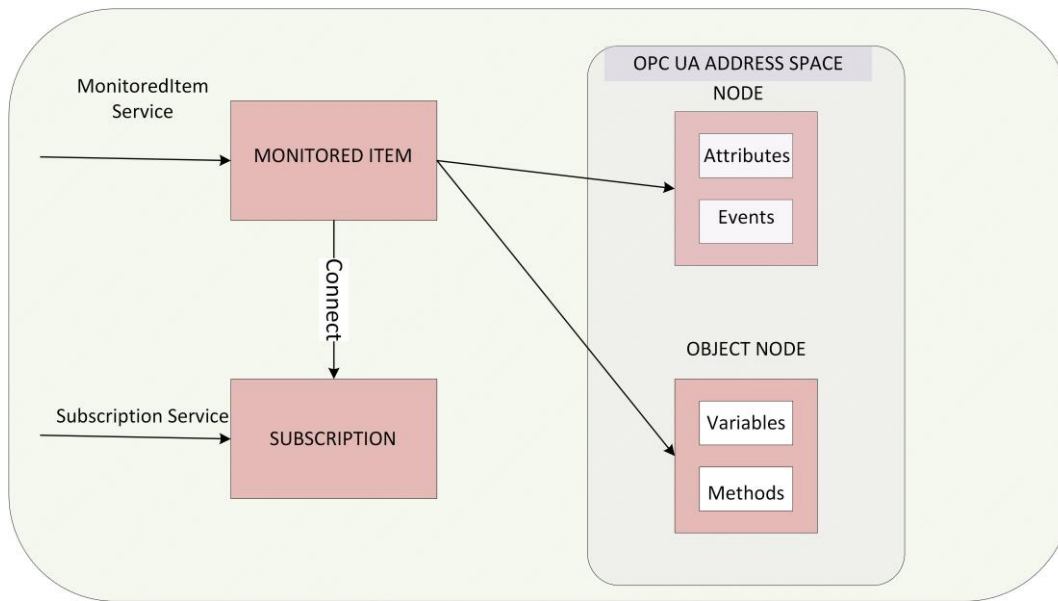 MonitoredItem
Service
MONITORED ITEM
Connect
Subscription Service
SUBSCRIPTION
OPC UA ADDRESS SPACE
NODE
Attributes
Events
OBJECT NODE
Variables
Methods